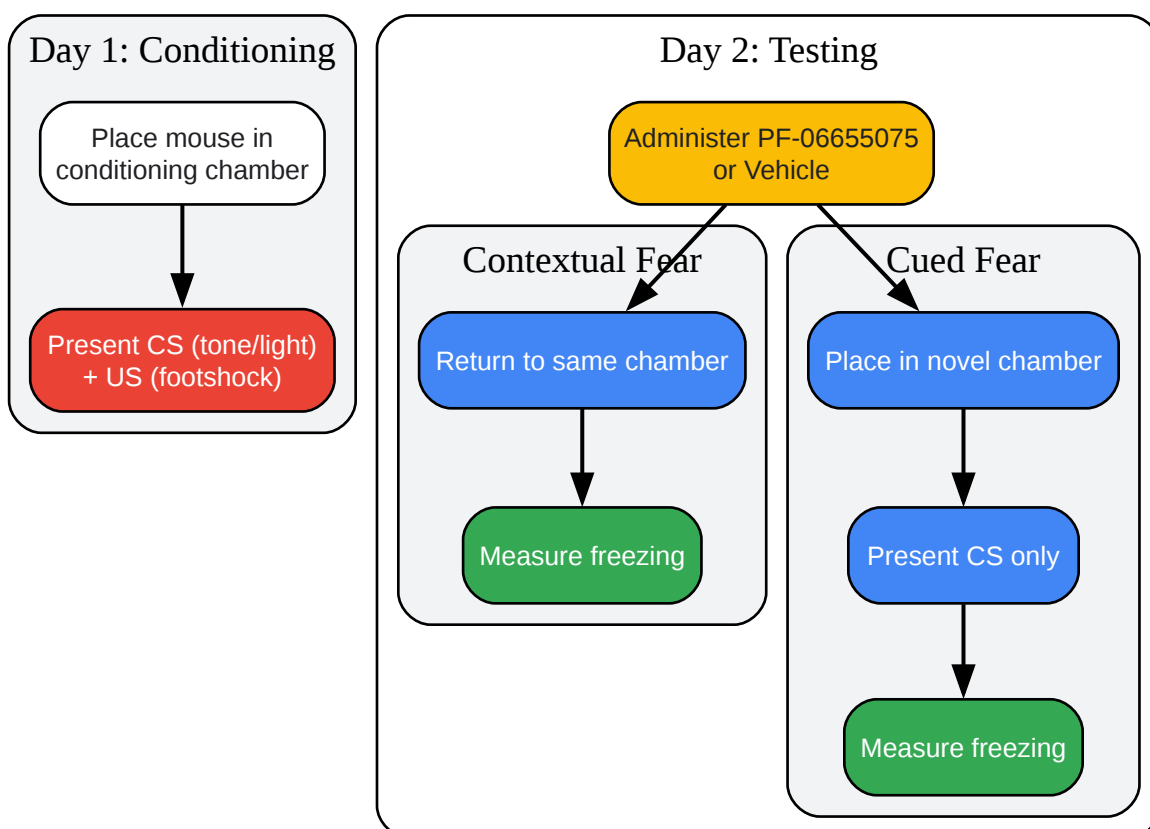 Day 1: Conditioning
Place mouse in
conditioning chamber
Present CS (tone/light)
+ US (footshock)
Day 2: Testing
Administer PF-06655075
or Vehicle
Contextual Fear
Return to same chamber
Measure freezing
Cued Fear
Place in novel chamber
Present CS only
Measure freezing